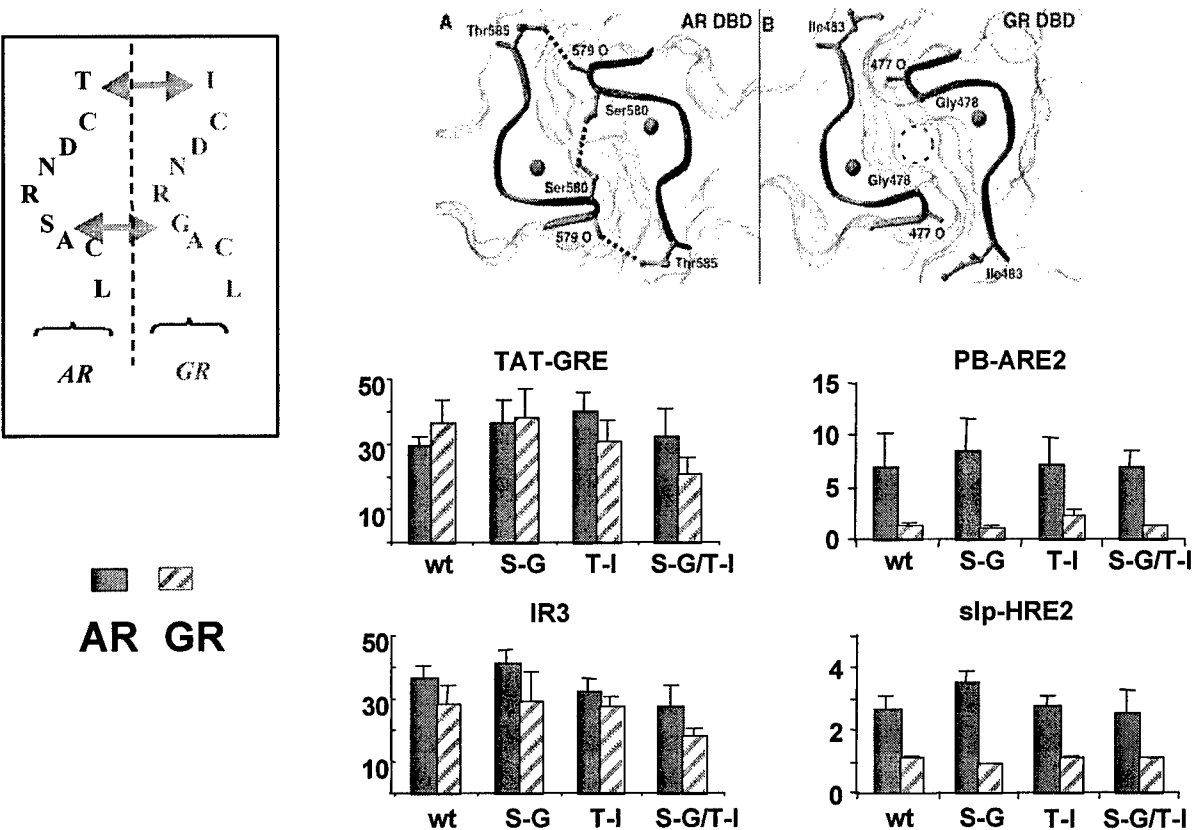 T I
C C
D D
N N
R R
S G
A A
C C
L L
AR GR
AR GR
A AR DBD
Thr585
579 O
Ser580
Ser580
579 O
Thr585
B GR DBD
Ile483
477 O
Gly478
Gly478
477 O
Ile483
TAT-GRE
50
30
10
wt S-G T-I S-G/T-I
PB-ARE2
15
10
5
0
wt S-G T-I S-G/T-I
IR3
50
30
10
wt S-G T-I S-G/T-I
slp-HRE2
4
2
0
wt S-G T-I S-G/T-I